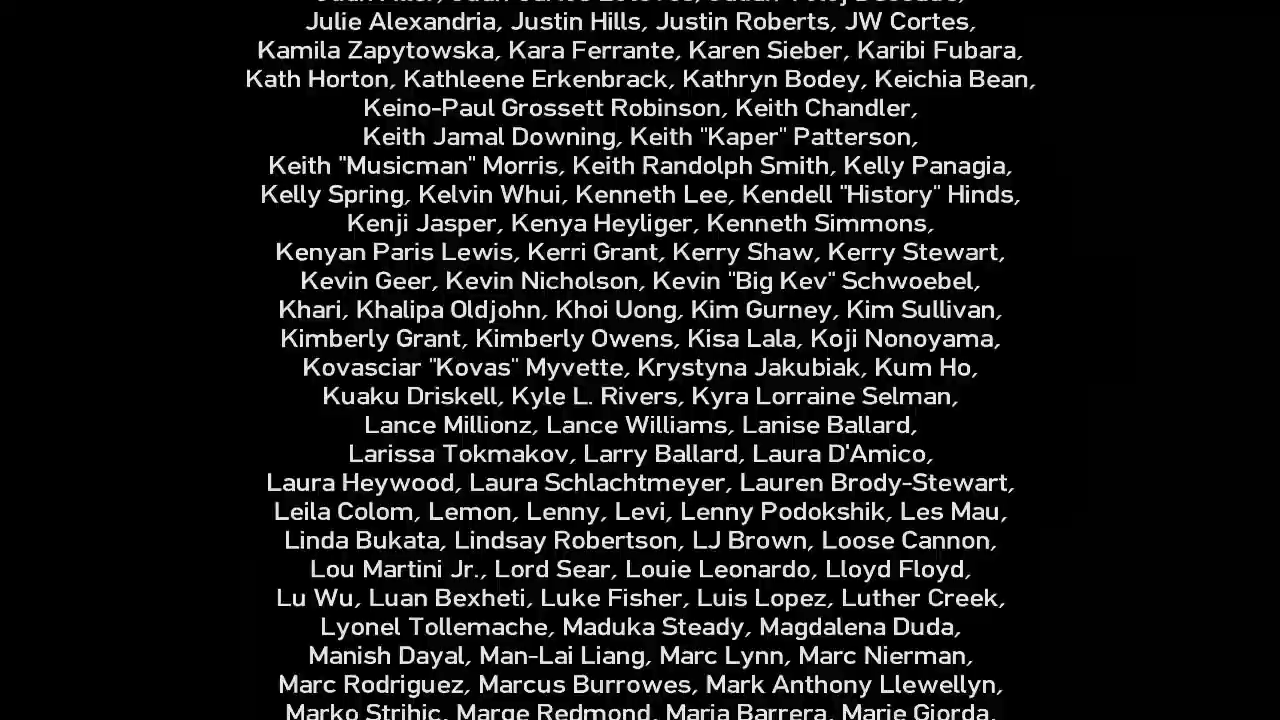 Julie Alexandria, Justin Hills, Justin Roberts, JW Cortes,
Kamila Zapytowska, Kara Ferrante, Karen Sieber, Karibi Fubara,
Kath Horton, Kathleene Erkenbrack, Kathryn Bodey, Keichia Bean,
Keino-Paul Grossett Robinson, Keith Chandler,
Keith Jamal Downing, Keith "Kaper" Patterson,
Keith "Musicman" Morris, Keith Randolph Smith, Kelly Panagia,
Kelly Spring, Kelvin Whui, Kenneth Lee, Kendell "History" Hinds,
Kenji Jasper, Kenya Heyliger, Kenneth Simmons,
Kenyan Paris Lewis, Kerri Grant, Kerry Shaw, Kerry Stewart,
Kevin Geer, Kevin Nicholson, Kevin "Big Kev" Schwoebel,
Khari, Khalipa Oldjohn, Khoi Uong, Kim Gurney, Kim Sullivan,
Kimberly Grant, Kimberly Owens, Kisa Lala, Koji Nonoyama,
Kovasciar "Kovas" Myvette, Krystyna Jakubiak, Kum Ho,
Kuaku Driskell, Kyle L. Rivers, Kyra Lorraine Selman,
Lance Millionz, Lance Williams, Lanise Ballard,
Larissa Tokmakov, Larry Ballard, Laura D'Amico,
Laura Heywood, Laura Schlachtmeyer, Lauren Brody-Stewart,
Leila Colom, Lemon, Lenny, Levi, Lenny Podokshik, Les Mau,
Linda Bukata, Lindsay Robertson, LJ Brown, Loose Cannon,
Lou Martini Jr., Lord Sear, Louie Leonardo, Lloyd Floyd,
Lu Wu, Luan Bexheti, Luke Fisher, Luis Lopez, Luther Creek,
Lyonel Tollemache, Maduka Steady, Magdalena Duda,
Manish Dayal, Man-Lai Liang, Marc Lynn, Marc Nierman,
Marc Rodriguez, Marcus Burrowes, Mark Anthony Llewellyn,
Marko Strihic, Marge Redmond, Maria Barrera, Marie Giorda,